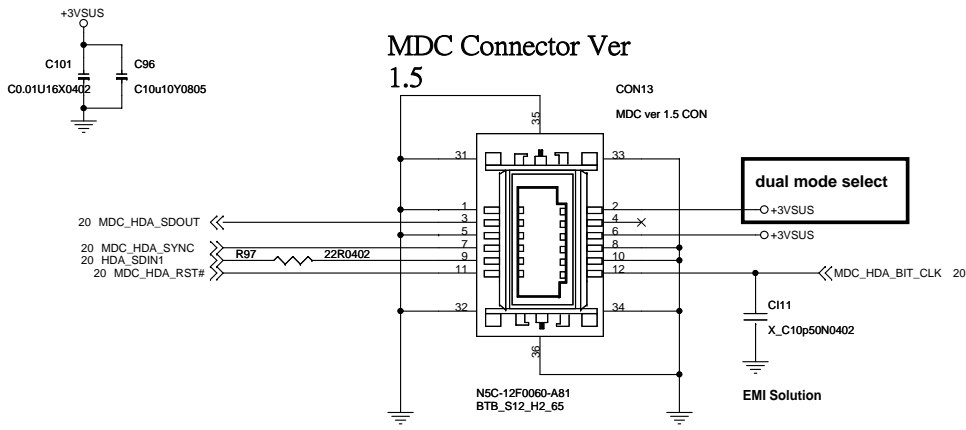 +3VSUS
C101
C96
C0.01U16X0402
C10u10Y0805
MDC Connector Ver
1.5
CON13
MDC ver 1.5 CON
35
31
33
dual mode select
1
2
+3VSUS
20 MDC_HDA_SDOUT
3
4
5
6
+3VSUS
20 MDC_HDA_SYNC
7
8
20 HDA_SDIN1
R97
22R0402
9
10
20 MDC_HDA_RST#
11
12
MDC_HDA_BIT_CLK 20
32
34
CI11
X_C10p50N0402
36
N5C-12F0060-A81
BTB_S12_H2_65
EMI Solution